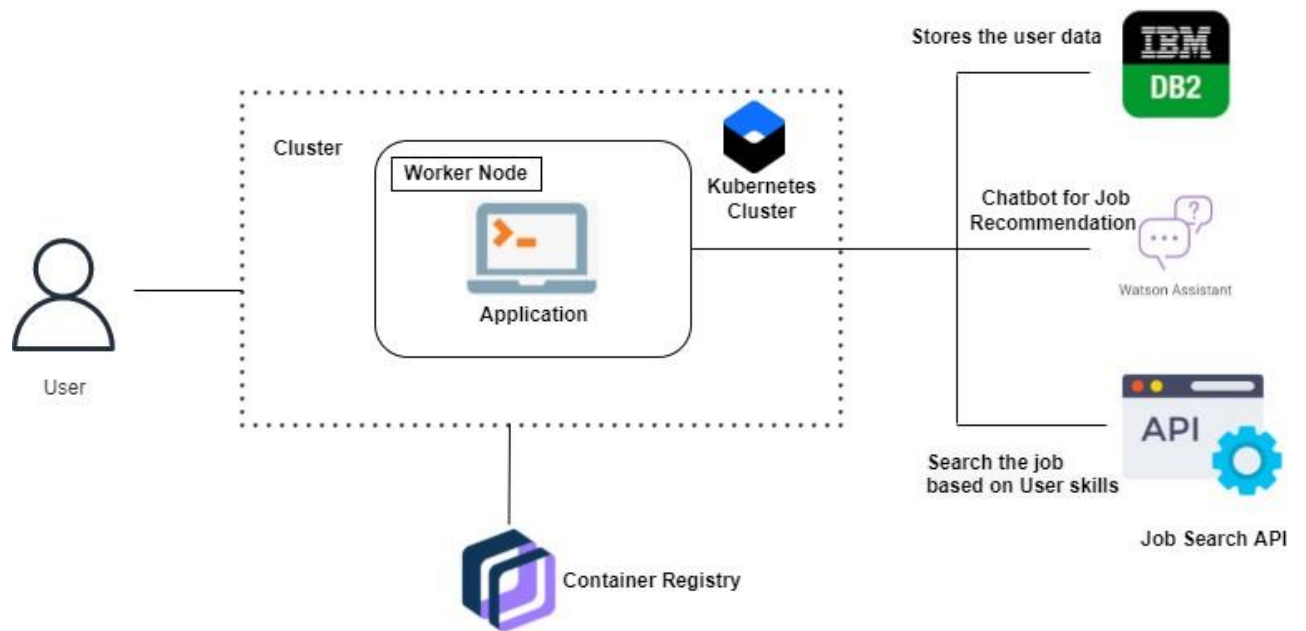 Stores the user data
IBM
DB2
Cluster
Worker Node
Kubernetes
Cluster
Application
Chatbot for Job
Recommendation
?
Watson Assistant
User
API
Search the job
based on User skills
Job Search API
Container Registry